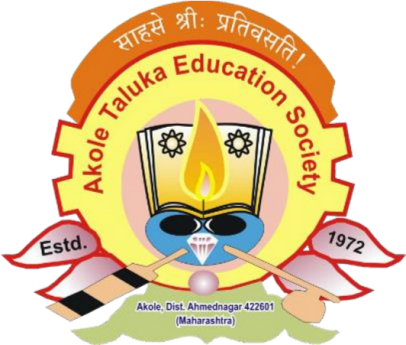 साहसे श्रीः प्रतिवसति!
Akole Taluka Education Society
Estd.
1972
Akole, Dist. Ahmednagar 422601
(Maharashtra)